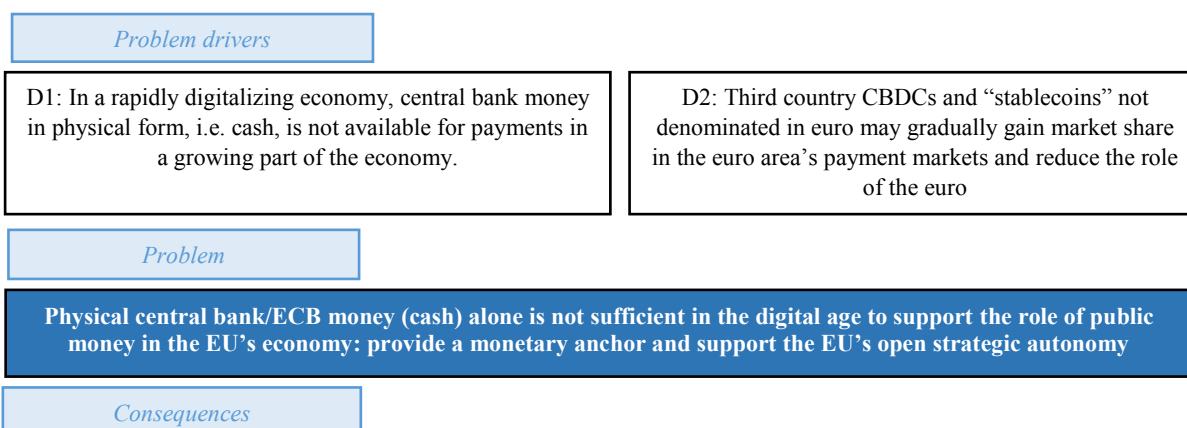 Problem drivers
D1: In a rapidly digitalizing economy, central bank money
in physical form, i.e. cash, is not available for payments in
a growing part of the economy.
D2: Third country CBDCs and “stablecoins” not
denominated in euro may gradually gain market share
in the euro area’s payment markets and reduce the role
of the euro
Problem
Physical central bank/ECB money (cash) alone is not sufficient in the digital age to support the role of public
money in the EU’s economy: provide a monetary anchor and support the EU’s open strategic autonomy
Consequences